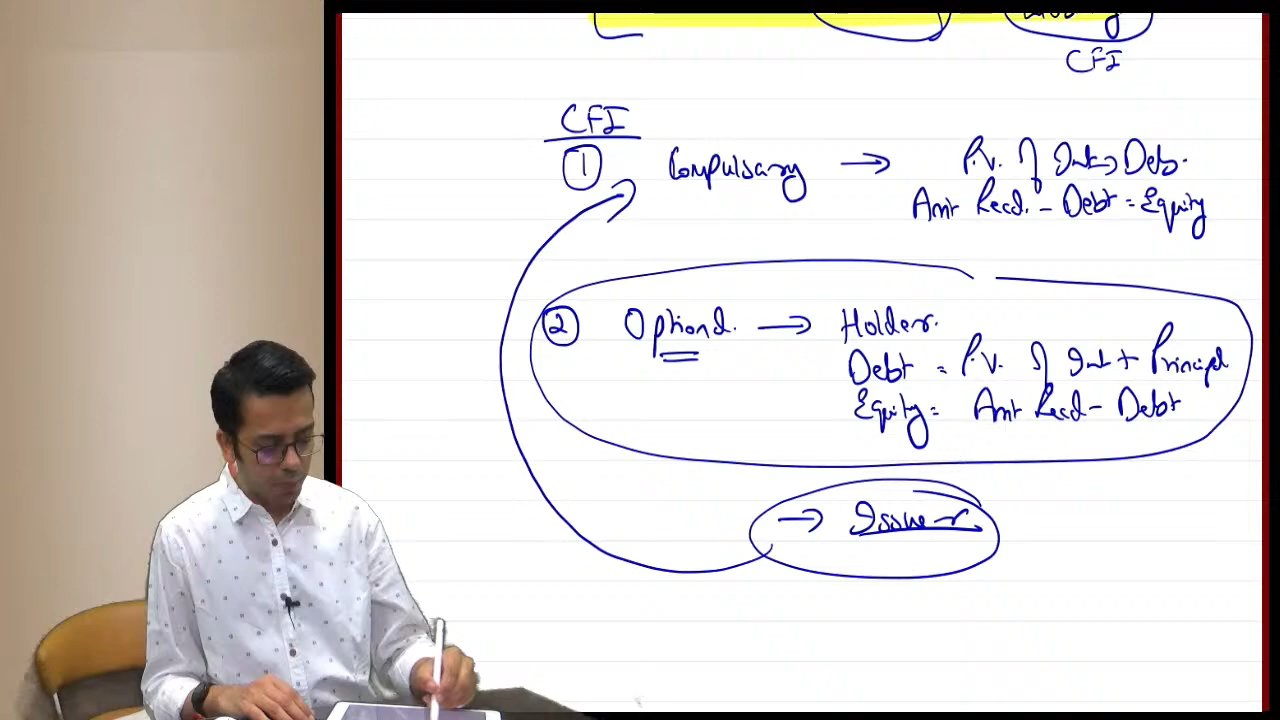 CFI
CFI
① Compulsary → P.V. of Int → Debt.
Amt Recd. - Debt = Equity
② Optional. → Holder.
Debt = P.V. of Int + Principal
Equity = Amt Recd - Debt
→ Issuer.